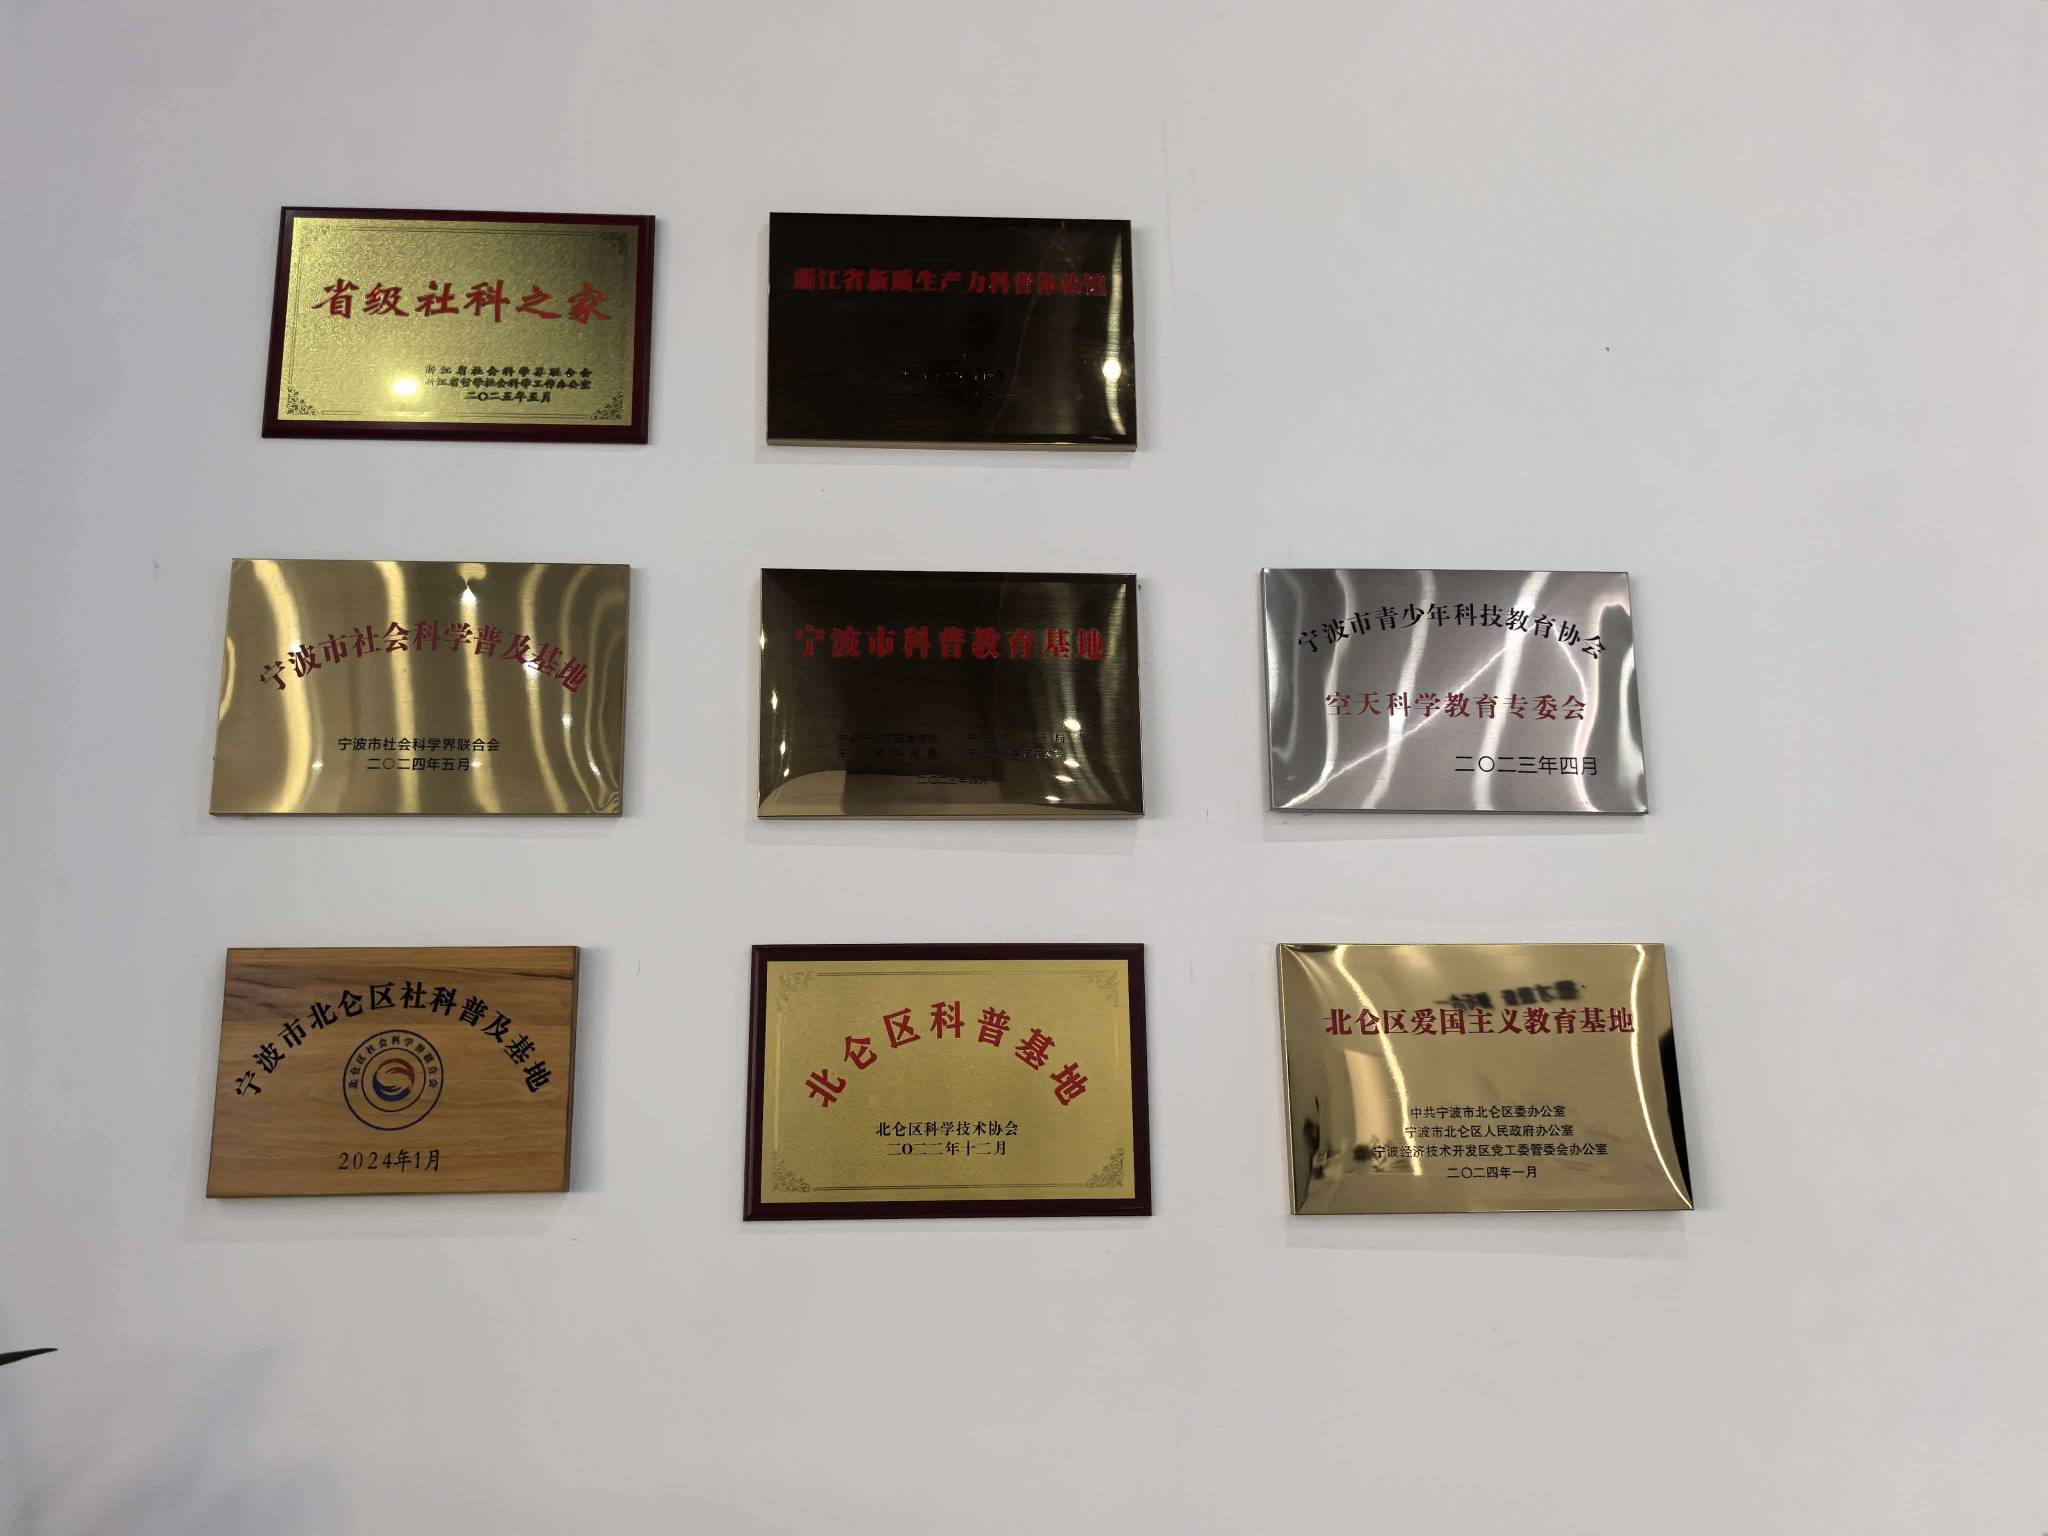 省级社科之家
浙江省社会科学界联合会
浙江省哲学社会科学工作办公室
二〇二五年五月
浙江省新质生产力科普体验馆
宁波市社会科学普及基地
宁波市社会科学界联合会
二〇二四年五月
宁波市科普教育基地
宁波市青少年科技教育协会
空天科学教育专委会
二〇二三年四月
宁波市北仑区社科普及基地
北仑区社会科学界联合会
2024年1月
北仑区科普基地
北仑区科学技术协会
二〇二二年十二月
北仑区爱国主义教育基地
中共宁波市北仑区委办公室
宁波市北仑区人民政府办公室
宁波经济技术开发区党工委管委会办公室
二〇二四年一月